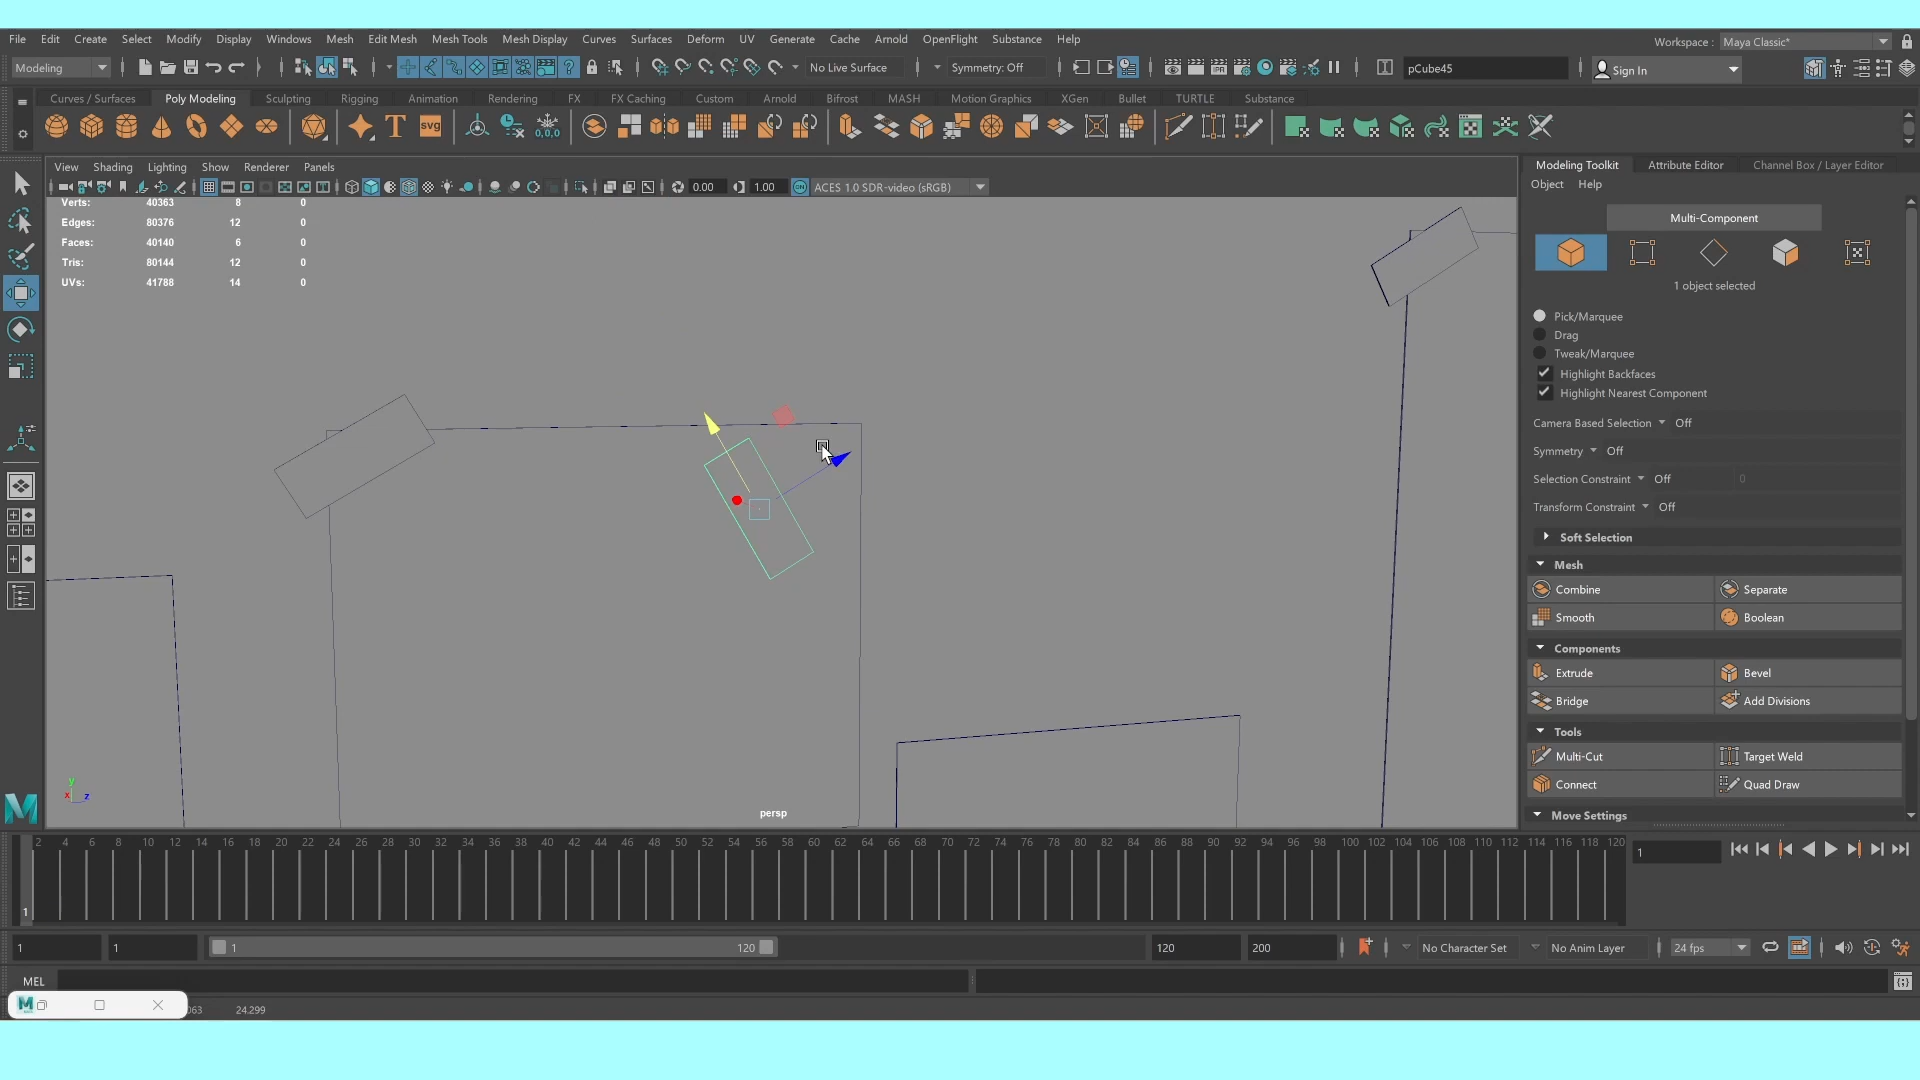 File Edit Create Select Modify Display Windows Mesh Edit Mesh Mesh Tools Mesh Display Curves Surfaces Deform UV Generate Cache Arnold OpenFlight Substance Help
Workspace : Maya Classic*
Modeling No Live Surface Symmetry: Off pCube45 Sign In
Curves / Surfaces Poly Modeling Sculpting Rigging Animation Rendering FX FX Caching Custom Arnold Bifrost MASH Motion Graphics XGen Bullet TURTLE Substance
T svg 0,0,0
View Shading Lighting Show Renderer Panels
0.00 1.00 ON ACES 1.0 SDR-video (sRGB)
Verts: 40363 8 0
Edges: 80376 12 0
Faces: 40140 6 0
Tris: 80144 12 0
UVs: 41788 14 0
y
x z
persp
Modeling Toolkit Attribute Editor Channel Box / Layer Editor
Object Help
Multi-Component
1 object selected
Pick/Marquee
Drag
Tweak/Marquee
Highlight Backfaces
Highlight Nearest Component
Camera Based Selection Off
Symmetry Off
Selection Constraint Off 0
Transform Constraint Off
Soft Selection
Mesh
Combine Separate
Smooth Boolean
Components
Extrude Bevel
Bridge Add Divisions
Tools
Multi-Cut Target Weld
Connect Quad Draw
Move Settings
2 4 6 8 10 12 14 16 18 20 22 24 26 28 30 32 34 36 38 40 42 44 46 48 50 52 54 56 58 60 62 64 66 68 70 72 74 76 78 80 82 84 86 88 90 92 94 96 98 100 102 104 106 108 110 112 114 116 118 120
1
1
1 1 1 120 120 200 No Character Set No Anim Layer 24 fps
MEL
M 063 24.299